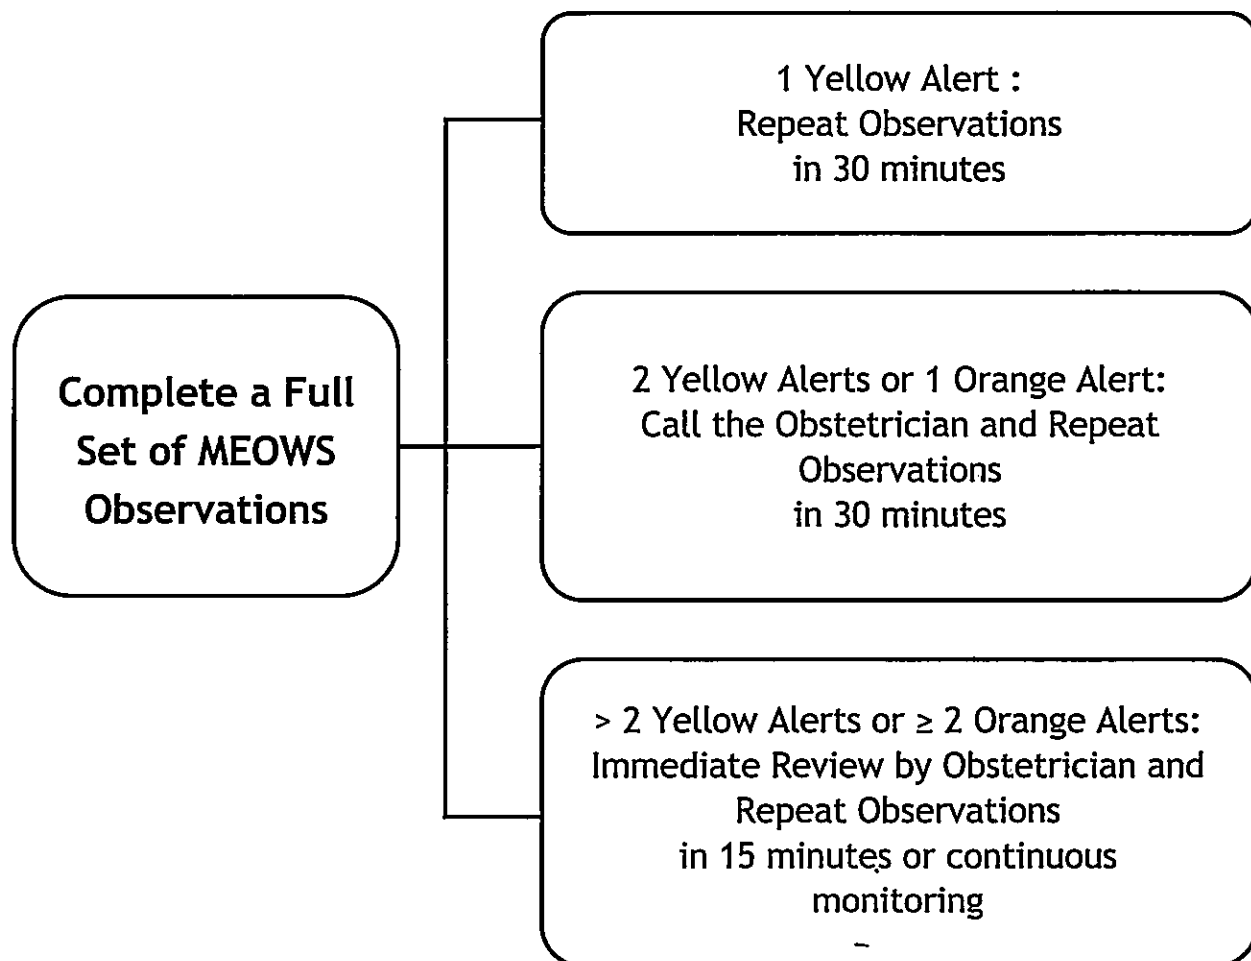 Complete a Full
Set of MEOWS
Observations
1 Yellow Alert :
Repeat Observations
in 30 minutes
2 Yellow Alerts or 1 Orange Alert:
Call the Obstetrician and Repeat
Observations
in 30 minutes
> 2 Yellow Alerts or ≥ 2 Orange Alerts:
Immediate Review by Obstetrician and
Repeat Observations
in 15 minutes or continuous
monitoring